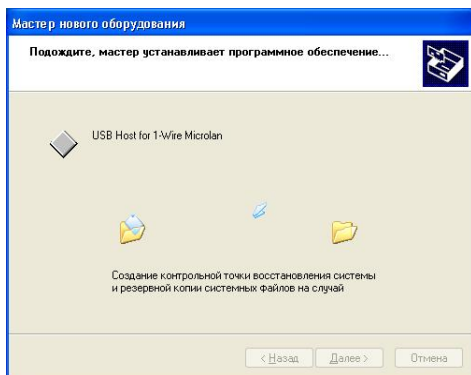 Мастер нового оборудования
Подождите, мастер устанавливает программное обеспечение...
USB Host for 1-Wire Microlan
Создание контрольной точки восстановления системы
и резервной копии системных файлов на случай
< Назад
Далее >
Отмена